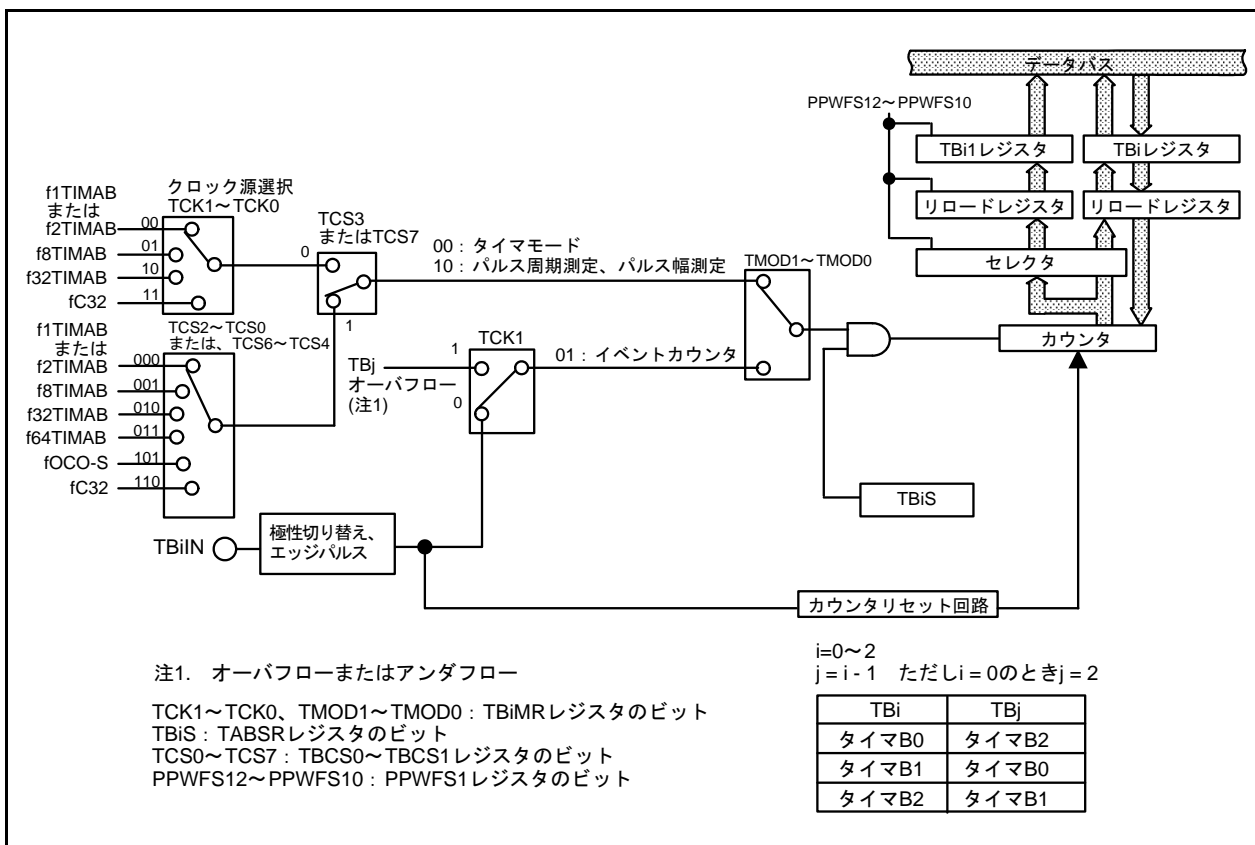 データバス
PPWFS12～PPWFS10
TBi1レジスタ
TBiレジスタ
リロードレジスタ
リロードレジスタ
セレクタ
カウンタ
クロック源選択
TCK1～TCK0
f1TIMAB
または
f2TIMAB
00
f8TIMAB
01
f32TIMAB
10
fC32
11
TCS3
またはTCS7
0
1
00 : タイマモード
10 : パルス周期測定、パルス幅測定
TMOD1～TMOD0
TCS2～TCS0
または、TCS6～TCS4
f1TIMAB
または
f2TIMAB
000
f8TIMAB
001
f32TIMAB
010
f64TIMAB
011
fOCO-S
101
fC32
110
TCK1
TBj
オーバフロー
(注1)
1
0
01 : イベントカウンタ
TBiS
TBiIN
極性切り替え、
エッジパルス
カウンタリセット回路
注1. オーバフローまたはアンダフロー
TCK1～TCK0、TMOD1～TMOD0 : TBiMRレジスタのビット
TBiS : TABSRレジスタのビット
TCS0～TCS7 : TBCS0～TBCS1レジスタのビット
PPWFS12～PPWFS10 : PPWFS1レジスタのビット
i=0～2
j = i - 1 ただしi = 0のときj = 2
TBi TBj
タイマB0 タイマB2
タイマB1 タイマB0
タイマB2 タイマB1